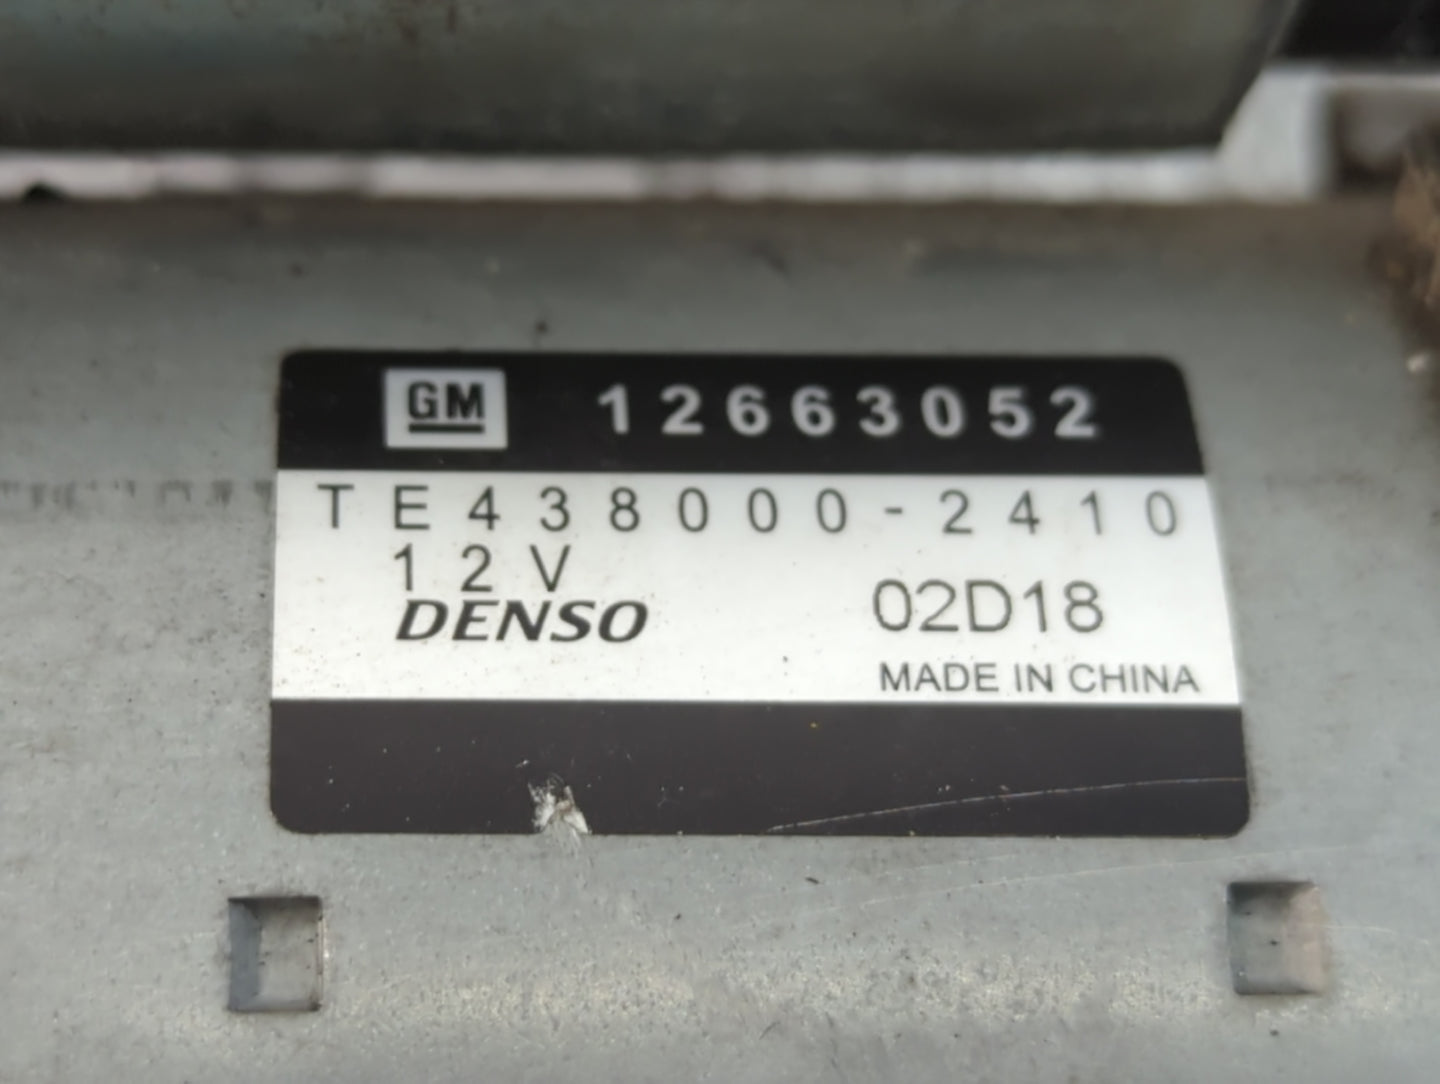 GM 12663052
TE438000-2410
12V
DENSO 02D18
MADE IN CHINA